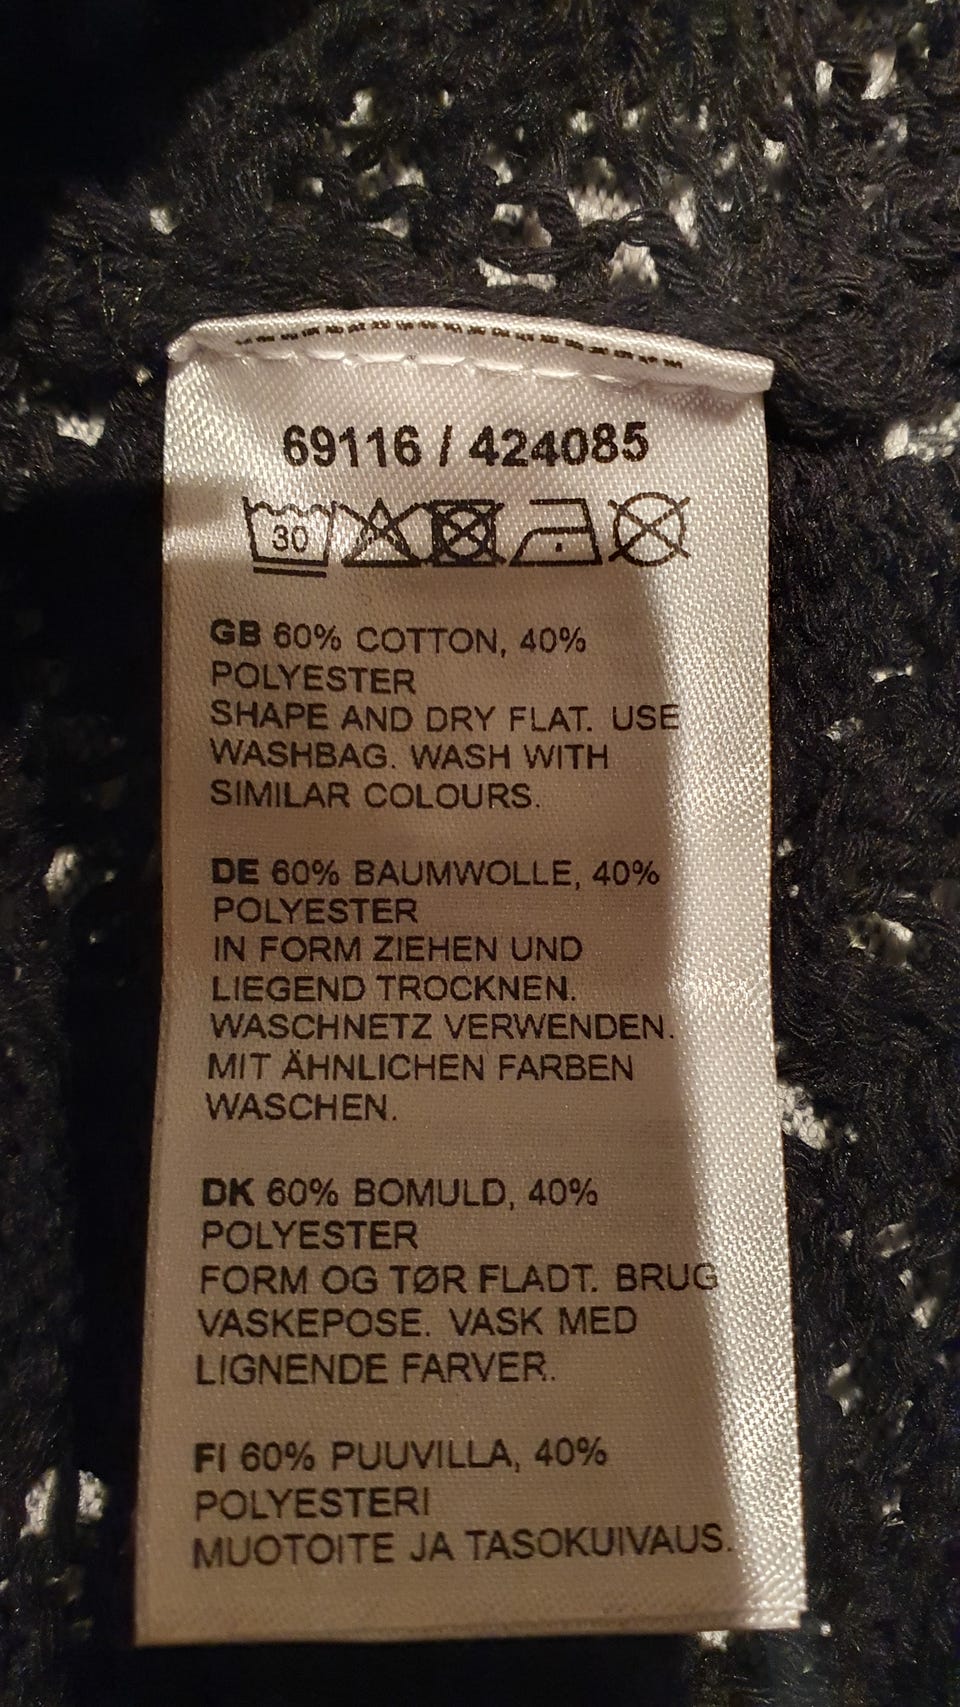 69116 / 424085
30
GB 60% COTTON, 40%
POLYESTER
SHAPE AND DRY FLAT. USE
WASHBAG. WASH WITH
SIMILAR COLOURS.
DE 60% BAUMWOLLE, 40%
POLYESTER
IN FORM ZIEHEN UND
LIEGEND TROCKNEN.
WASCHNETZ VERWENDEN.
MIT ÄHNLICHEN FARBEN
WASCHEN.
DK 60% BOMULD, 40%
POLYESTER
FORM OG TØR FLADT. BRUG
VASKEPOSE. VASK MED
LIGNENDE FARVER.
FI 60% PUUVILLA, 40%
POLYESTERI
MUOTOITE JA TASOKUIVAUS.